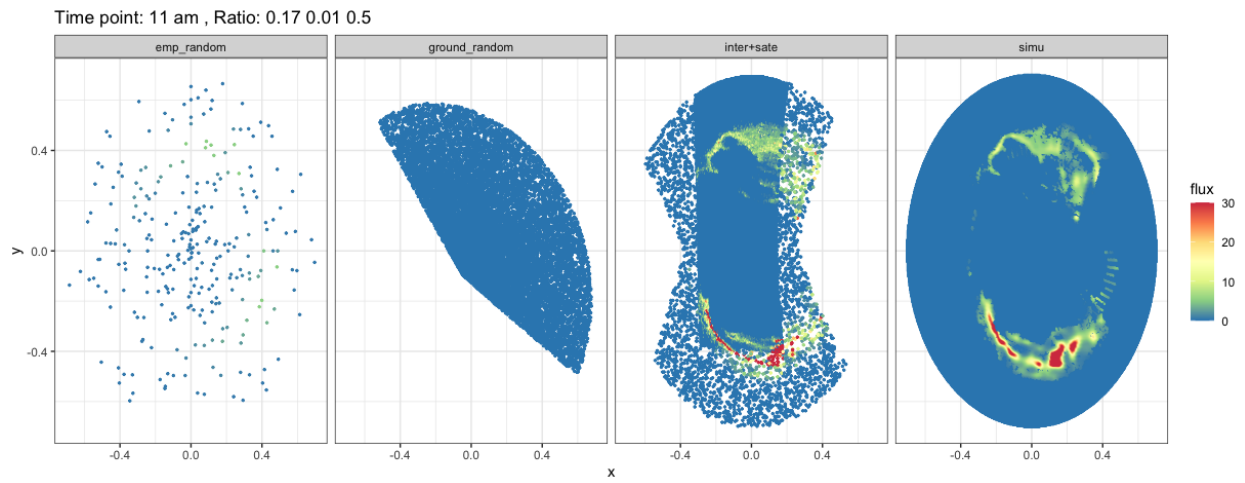 Time point: 11 am , Ratio: 0.17 0.01 0.5
emp_random
ground_random
inter+sate
simu
y
0.4
0.0
-0.4
-0.4 0.0 0.4
-0.4 0.0 0.4
-0.4 0.0 0.4
-0.4 0.0 0.4
x
flux
30
20
10
0